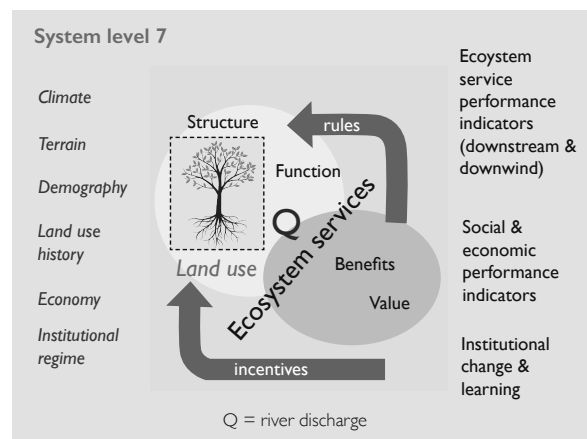 System level 7
Climate
Terrain
Demography
Land use
history
Economy
Institutional
regime
Structure
Function
Q
Land use
Ecosystem services
Benefits
Value
rules
incentives
Ecoystem
service
performance
indicators
(downstream &
downwind)
Social &
economic
performance
indicators
Institutional
change &
learning
Q = river discharge